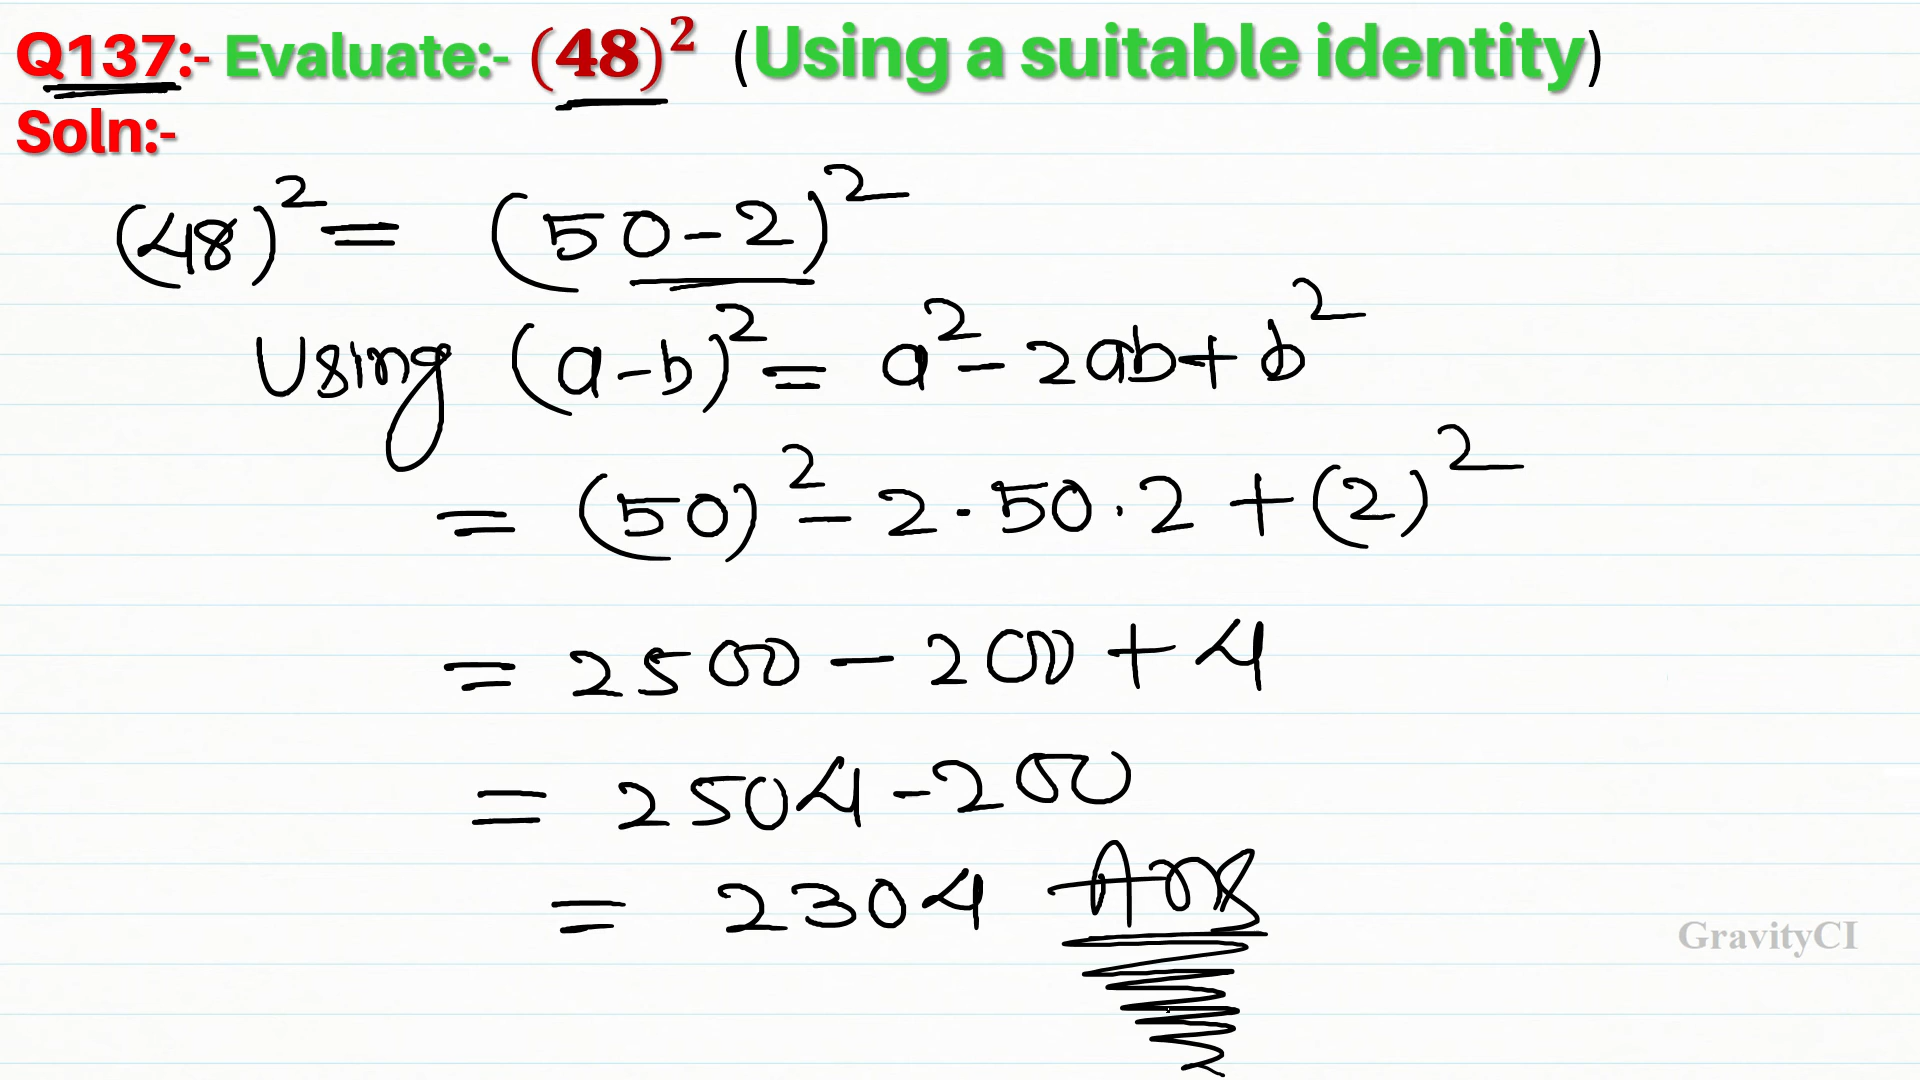 Q137:- Evaluate:- (48)² (Using a suitable identity)
Soln:-
(48)² = (50-2)²
Using (a-b)² = a² - 2ab + b²
= (50)² - 2·50·2 + (2)²
= 2500 - 200 + 4
= 2504 - 200
= 2304 Ans
GravityCI